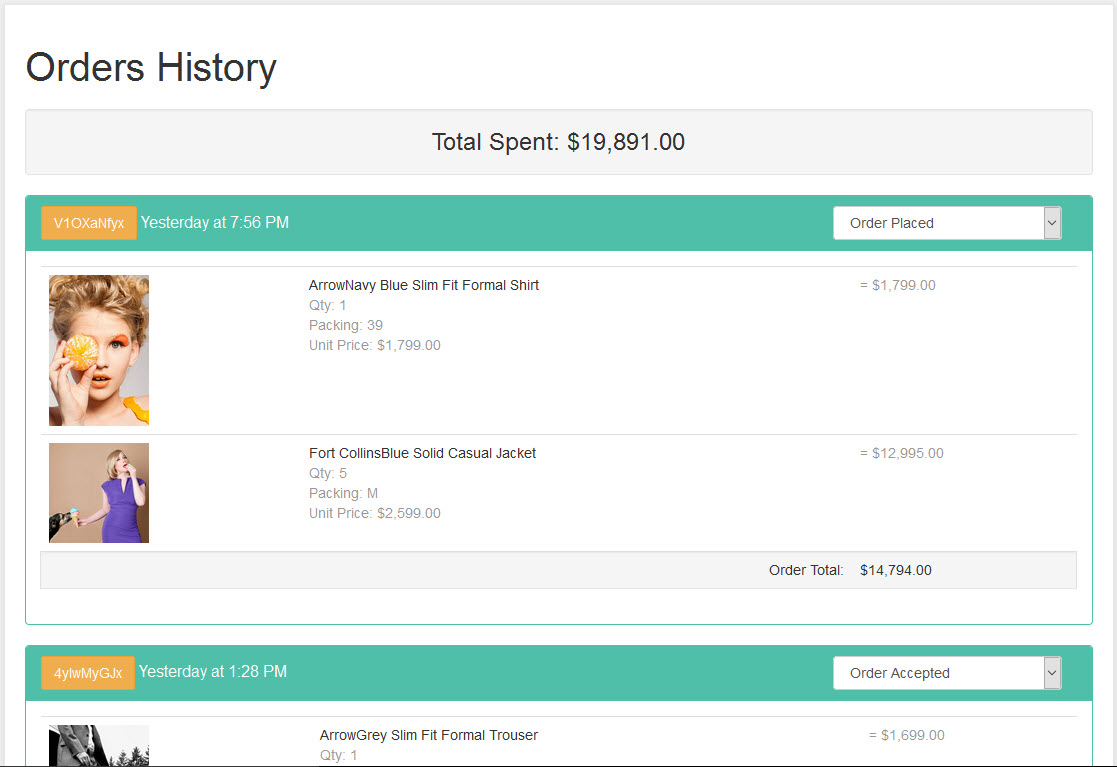 Orders History
Total Spent: $19,891.00
V1OXaNfyx Yesterday at 7:56 PM Order Placed
ArrowNavy Blue Slim Fit Formal Shirt = $1,799.00
Qty: 1
Packing: 39
Unit Price: $1,799.00
Fort CollinsBlue Solid Casual Jacket = $12,995.00
Qty: 5
Packing: M
Unit Price: $2,599.00
Order Total: $14,794.00
4ylwMyGJx Yesterday at 1:28 PM Order Accepted
ArrowGrey Slim Fit Formal Trouser = $1,699.00
Qty: 1